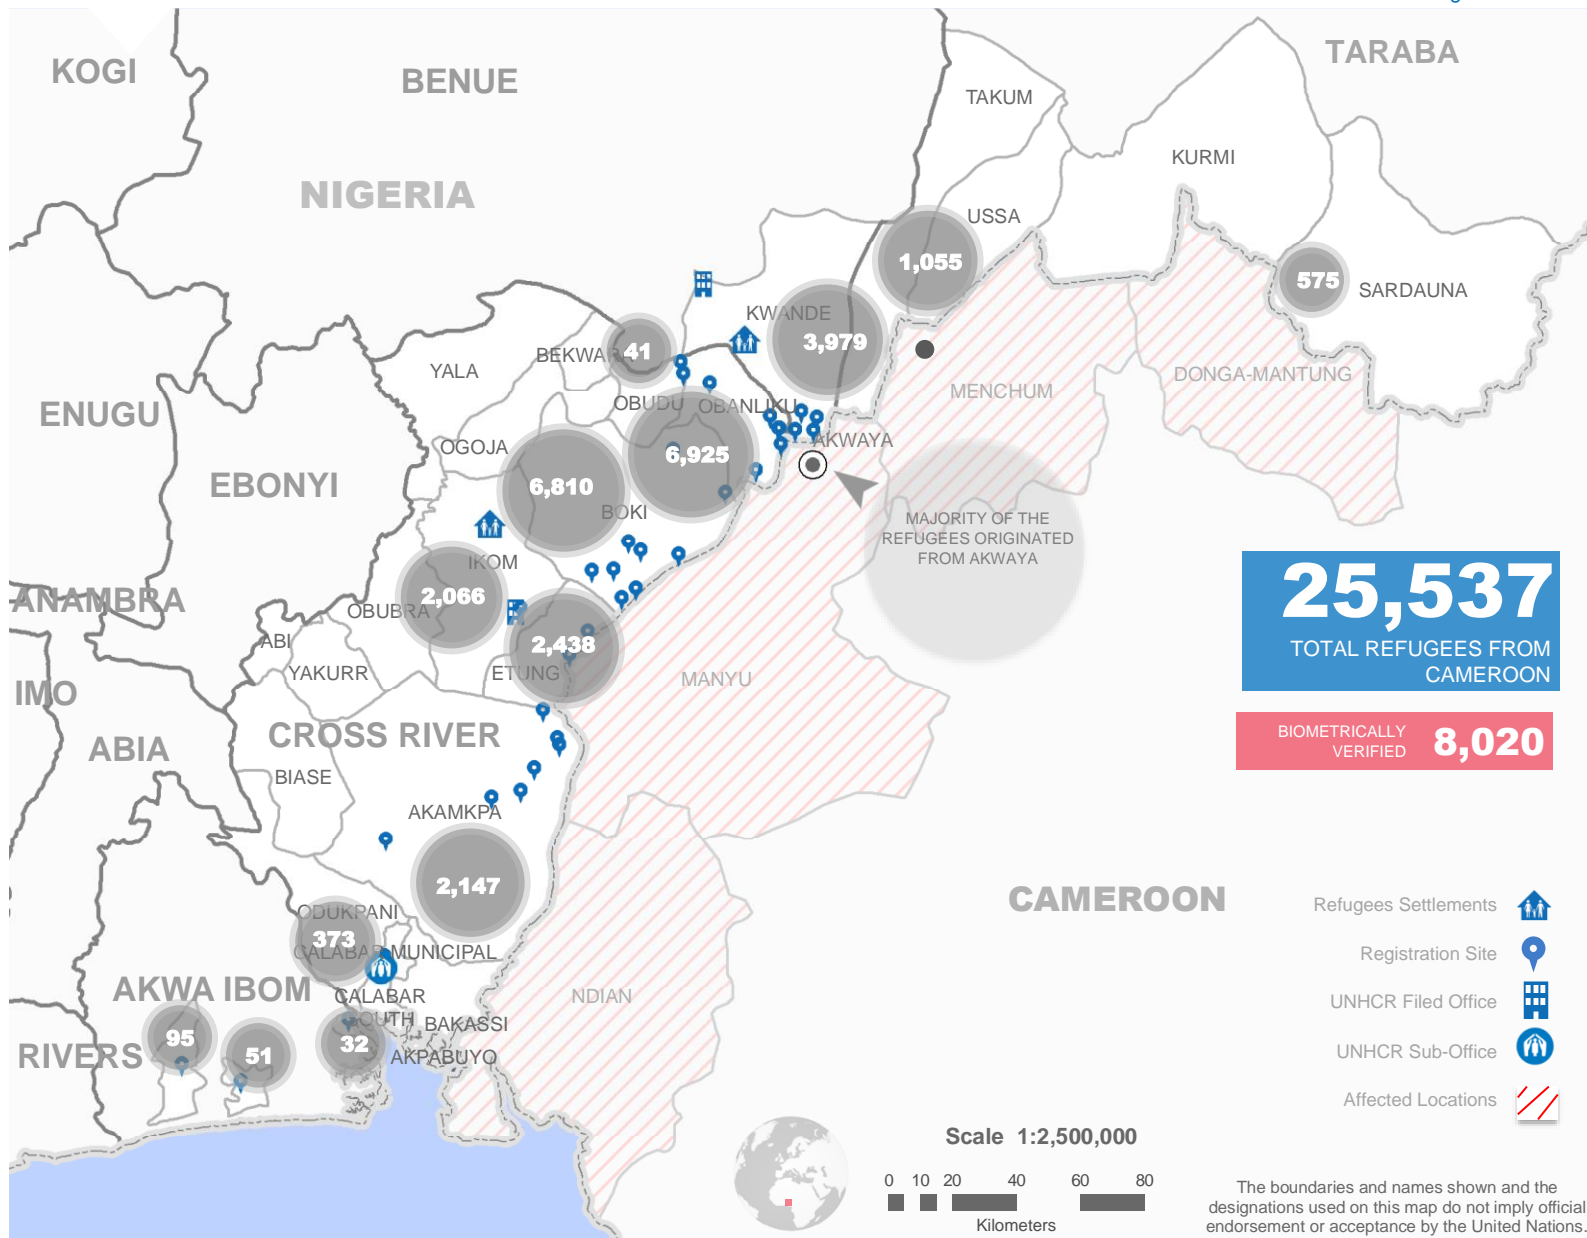 KOGI
BENUE
TARABA
TAKUM
KURMI
NIGERIA
USSA
1,055
575
SARDAUNA
KWANDE
3,979
BEKWARA
41
YALA
MENCHUM
DONGA-MANTUNG
OBUDU
OBANLIKU
ENUGU
OGOJA
AKWAYA
6,925
EBONYI
6,810
BOKI
MAJORITY OF THE
REFUGEES ORIGINATED
FROM AKWAYA
IKOM
25,537
TOTAL REFUGEES FROM
CAMEROON
ANAMBRA
OBUBRA
2,066
ABI
2,438
YAKURR
ETUNG
MANYU
IMO
CROSS RIVER
ABIA
BIOMETRICALLY
VERIFIED
8,020
BIASE
AKAMKPA
2,147
CAMEROON
ODUKPANI
373
CALABAR MUNICIPAL
AKWA IBOM
CALABAR
SOUTH
BAKASSI
NDIAN
95
51
32
AKPABUYO
RIVERS
Refugees Settlements
Registration Site
UNHCR Filed Office
UNHCR Sub-Office
Affected Locations
Scale 1:2,500,000
0 10 20 40 60 80
Kilometers
The boundaries and names shown and the
designations used on this map do not imply official
endorsement or acceptance by the United Nations.